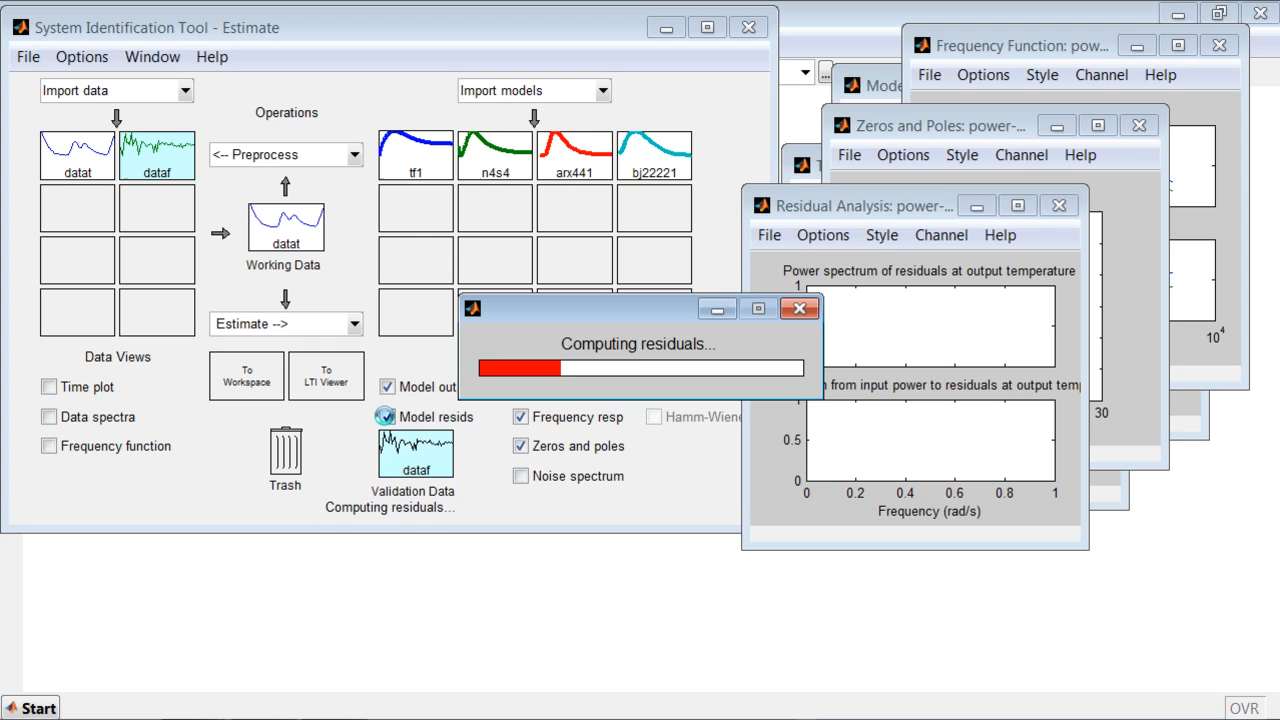 System Identification Tool - Estimate
File Options Window Help
Import data
Import models
Operations
datat
dataf
<-- Preprocess
tf1
n4s4
arx441
bj22221
datat
Working Data
Estimate -->
Data Views
To
Workspace
To
LTI Viewer
Time plot
Data spectra
Frequency function
Trash
Model out
Model resids
dataf
Validation Data
Computing residuals...
Frequency resp
Zeros and poles
Noise spectrum
Hamm-Wiene
Computing residuals...
...
Frequency Function: pow...
File Options Style Channel Help
10^4
Mode
Zeros and Poles: power-...
File Options Style Channel Help
30
T
Residual Analysis: power-...
File Options Style Channel Help
Power spectrum of residuals at output temperature
1
from input power to residuals at output temp
1
0.5
0
0 0.2 0.4 0.6 0.8 1
Frequency (rad/s)
Start
OVR